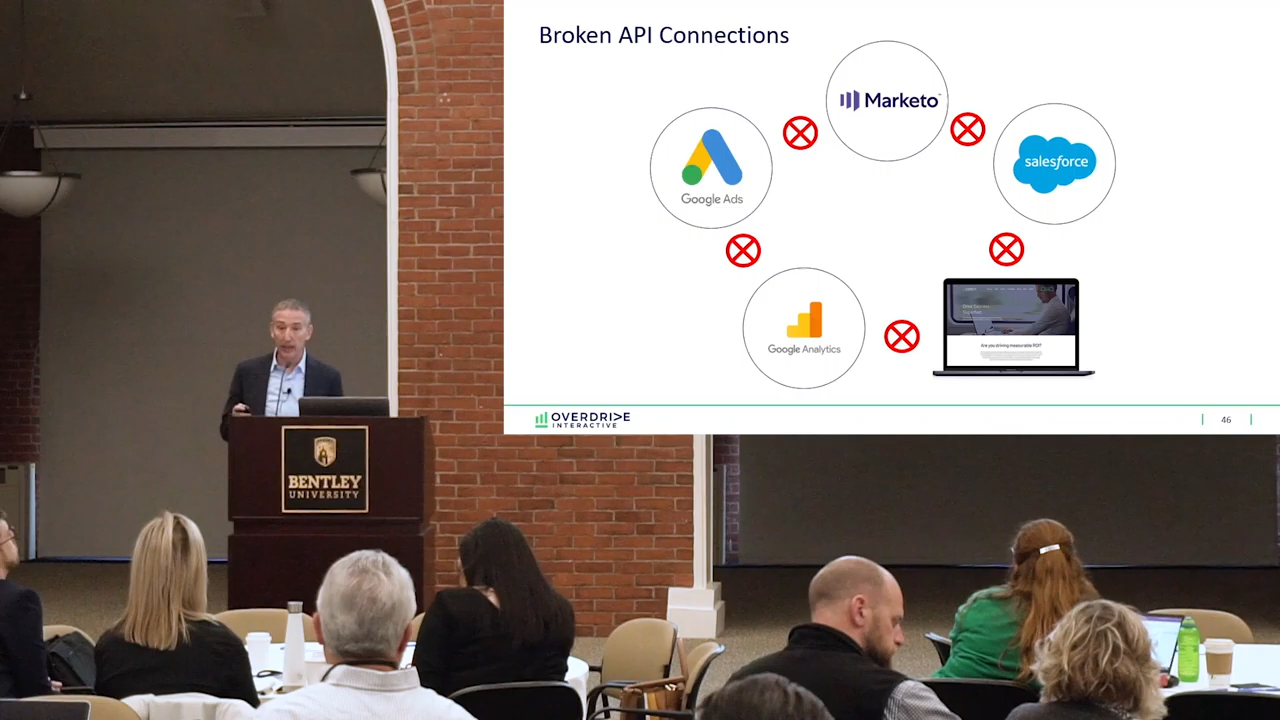 Broken API Connections
Marketo
Google Ads
salesforce
Google Analytics
Are you driving measurable ROI?
OVERDRIVE
INTERACTIVE
46
BENTLEY
UNIVERSITY